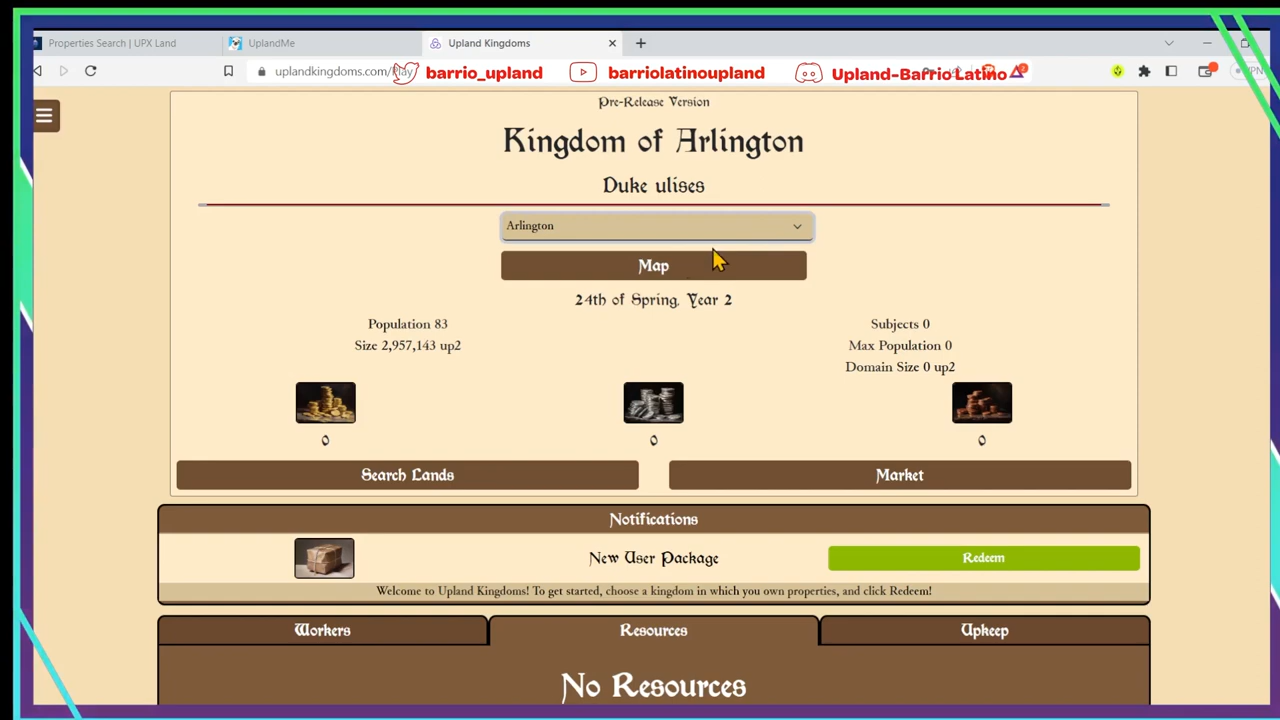 Properties Search | UPX Land
UplandMe
Upland Kingdoms
uplandkingdoms.com/Play
barrio_upland
barriolatinoupland
Upland-Barrio Latino
VPN
Pre-Release Version
Kingdom of Arlington
Duke ulises
Arlington
Map
24th of Spring, Year 2
Population 83
Subjects 0
Size 2,957,143 up2
Max Population 0
Domain Size 0 up2
0
0
0
Search Lands
Market
Notifications
New User Package
Redeem
Welcome to Upland Kingdoms! To get started, choose a kingdom in which you own properties, and click Redeem!
Workers
Resources
Upkeep
No Resources